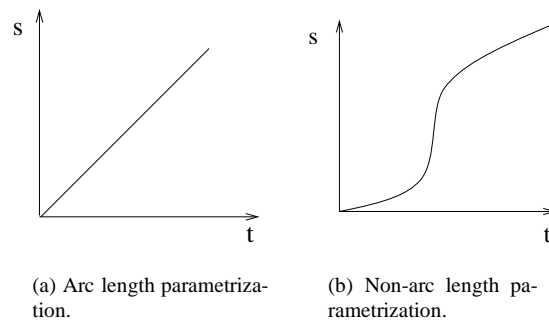 s
t
(a) Arc length parametriza-
tion.
s
t
(b) Non-arc length pa-
rametrization.